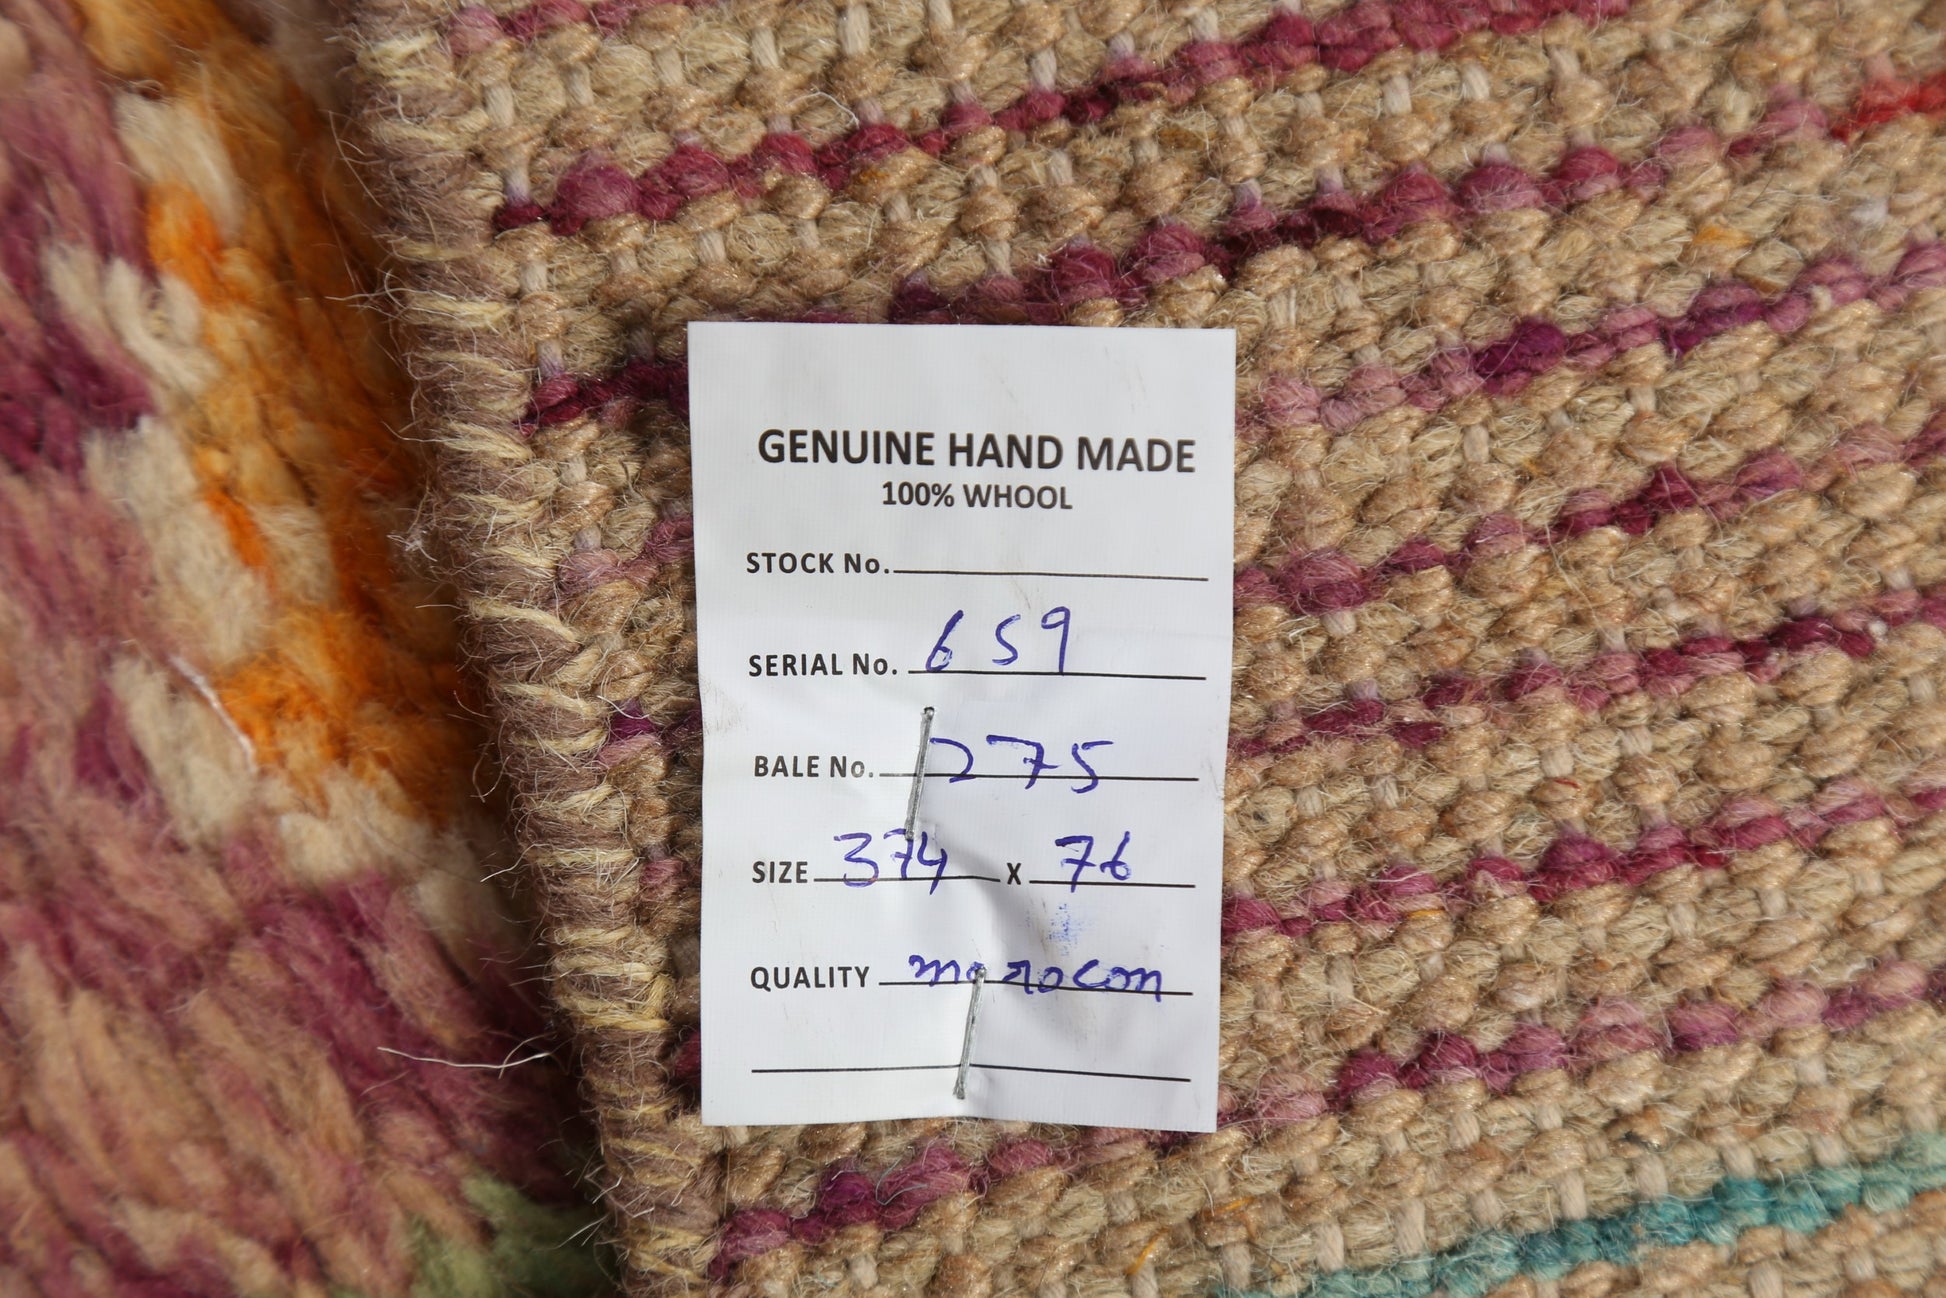 GENUINE HAND MADE
100% WHOOL
STOCK No.
SERIAL No. 659
BALE No. 275
SIZE 374 X 76
QUALITY morocon